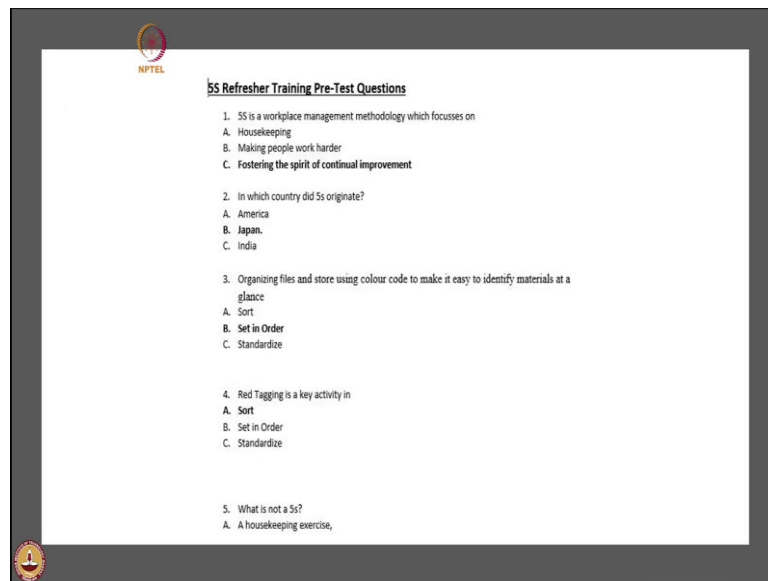 NPTEL
5S Refresher Training Pre-Test Questions
1. 5S is a workplace management methodology which focusses on
A. Housekeeping
B. Making people work harder
C. Fostering the spirit of continual improvement
2. In which country did 5s originate?
A. America
B. Japan.
C. India
3. Organizing files and store using colour code to make it easy to identify materials at a
glance
A. Sort
B. Set in Order
C. Standardize
4. Red Tagging is a key activity in
A. Sort
B. Set in Order
C. Standardize
5. What is not a 5s?
A. A housekeeping exercise,